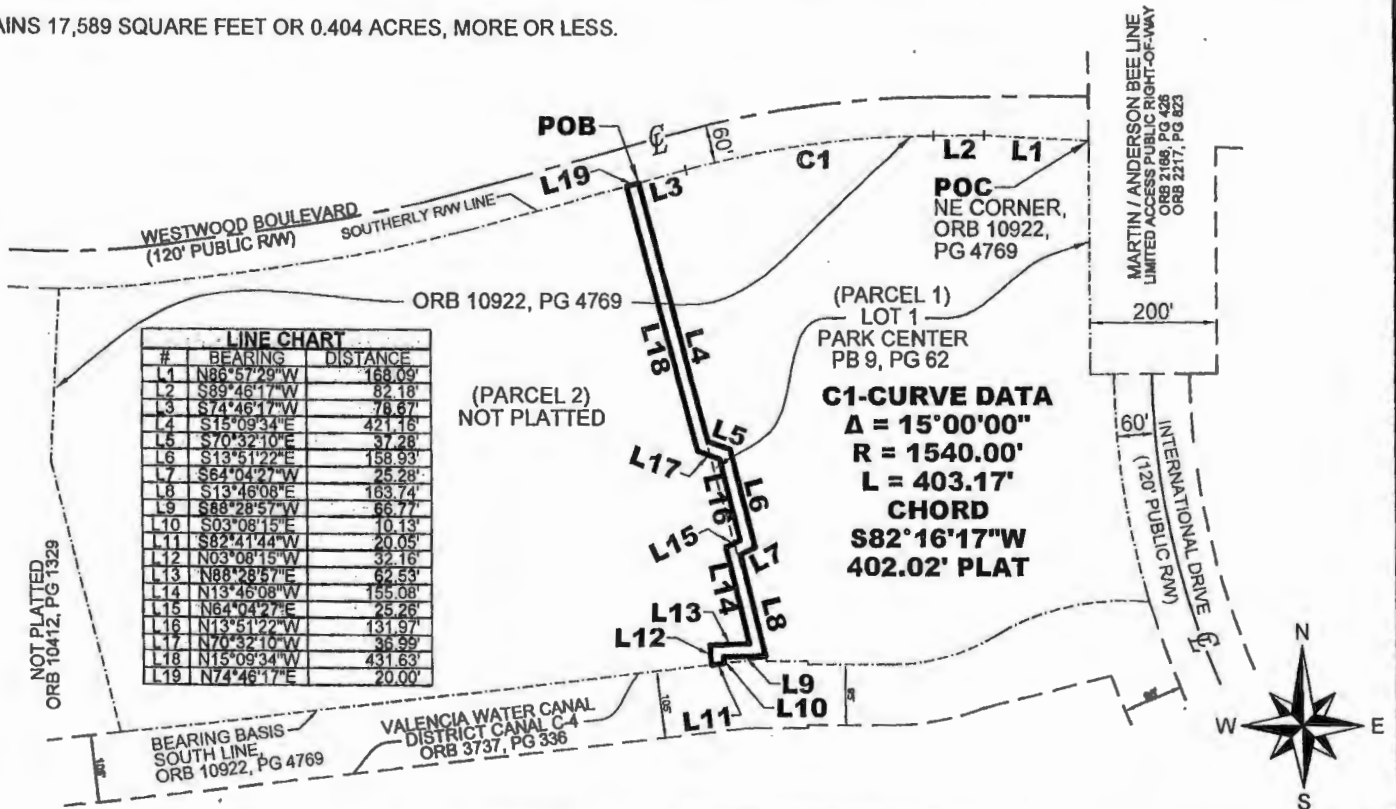 AINS 17,589 SQUARE FEET OR 0.404 ACRES, MORE OR LESS.
MARTIN / ANDERSON BEE LINE
LIMITED ACCESS PUBLIC RIGHT-OF-WAY
ORB 2168, PG 426
ORB 2217, PG 823
POB
60'
C1
L2
L1
L19
L3
POC
NE CORNER,
ORB 10922,
PG 4769
WESTWOOD BOULEVARD
(120' PUBLIC R/W)
SOUTHERLY R/W LINE
ORB 10922, PG 4769
(PARCEL 1)
LOT 1
PARK CENTER
PB 9, PG 62
200'
LINE CHART
# BEARING DISTANCE
L1 N86°57'29"W 168.09'
L2 S89°46'17"W 82.18'
L3 S74°46'17"W 78.67'
L4 S15°09'34"E 421.16'
L5 S70°32'10"E 37.28'
L6 S13°51'22"E 158.93'
L7 S64°04'27"W 25.28'
L8 S13°46'08"E 163.74'
L9 S88°28'57"W 66.77'
L10 S03°08'15"E 10.13'
L11 S82°41'44"W 20.05'
L12 N03°08'15"W 32.16'
L13 N88°28'57"E 62.53'
L14 N13°46'08"W 155.08'
L15 N64°04'27"E 25.26'
L16 N13°51'22"W 131.97'
L17 N70°32'10"W 36.99'
L18 N15°09'34"W 431.63'
L19 N74°46'17"E 20.00'
(PARCEL 2)
NOT PLATTED
L18
L4
C1-CURVE DATA
Δ = 15°00'00"
R = 1540.00'
L = 403.17'
CHORD
S82°16'17"W
402.02' PLAT
60'
INTERNATIONAL DRIVE
(120' PUBLIC R/W)
L5
L17
L16
L6
L15
L7
L14
L8
L13
L12
L9
L10
L11
NOT PLATTED
ORB 10412, PG 1329
BEARING BASIS
SOUTH LINE,
ORB 10922, PG 4769
VALENCIA WATER CANAL
DISTRICT CANAL C-4
ORB 3737, PG 336
N
W
E
S